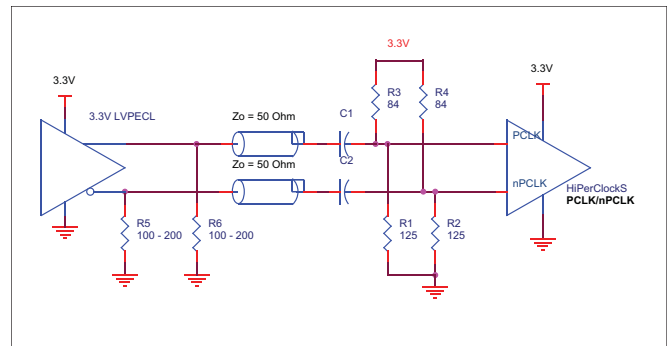 3.3V
3.3V
3.3V
3.3V LVPECL
R3
84
R4
84
C1
Zo = 50 Ohm
PCLK
Zo = 50 Ohm
C2
nPCLK
HiPerClockS
PCLK/nPCLK
R5
100 - 200
R6
100 - 200
R1
125
R2
125